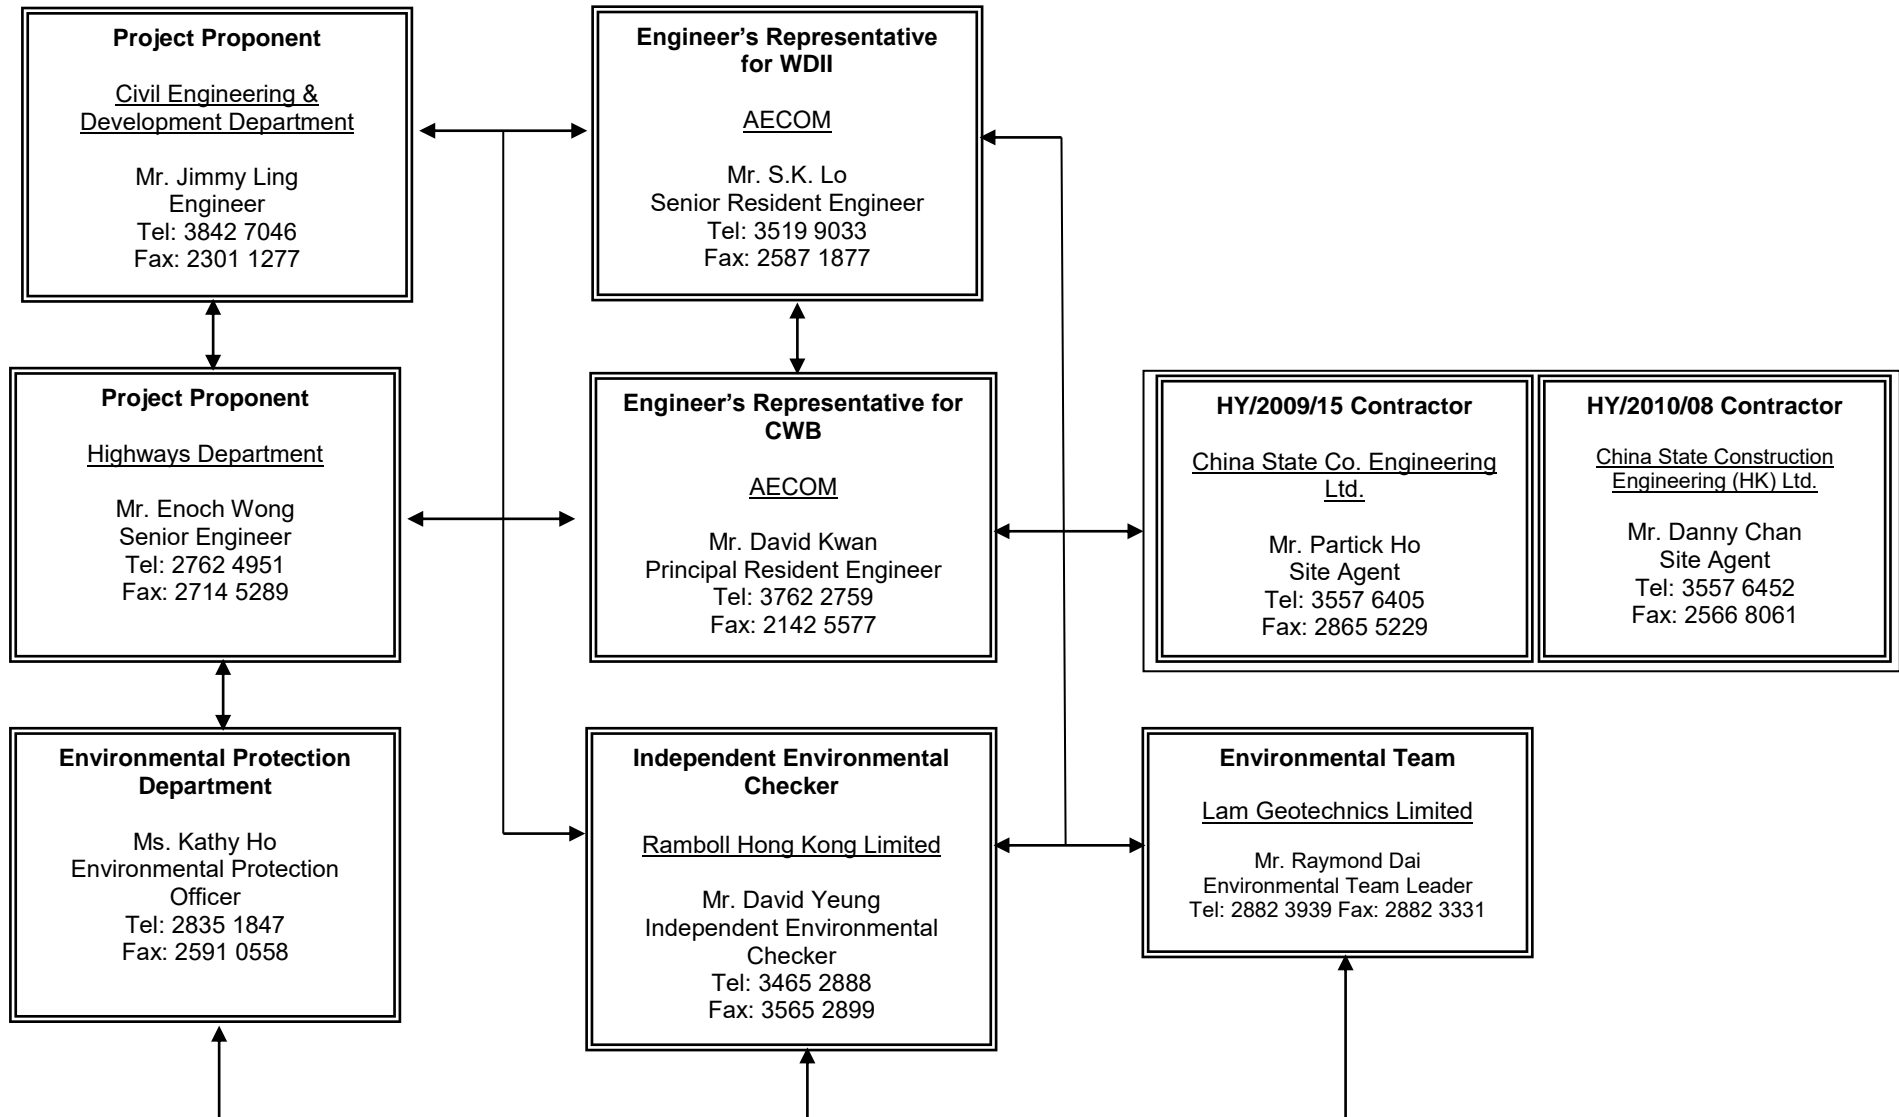 Project Proponent
Civil Engineering &
Development Department
Mr. Jimmy Ling
Engineer
Tel: 3842 7046
Fax: 2301 1277
Engineer’s Representative
for WDII
AECOM
Mr. S.K. Lo
Senior Resident Engineer
Tel: 3519 9033
Fax: 2587 1877
Project Proponent
Highways Department
Mr. Enoch Wong
Senior Engineer
Tel: 2762 4951
Fax: 2714 5289
Engineer’s Representative for
CWB
AECOM
Mr. David Kwan
Principal Resident Engineer
Tel: 3762 2759
Fax: 2142 5577
HY/2009/15 Contractor
China State Co. Engineering
Ltd.
Mr. Partick Ho
Site Agent
Tel: 3557 6405
Fax: 2865 5229
HY/2010/08 Contractor
China State Construction
Engineering (HK) Ltd.
Mr. Danny Chan
Site Agent
Tel: 3557 6452
Fax: 2566 8061
Environmental Protection
Department
Ms. Kathy Ho
Environmental Protection
Officer
Tel: 2835 1847
Fax: 2591 0558
Independent Environmental
Checker
Ramboll Hong Kong Limited
Mr. David Yeung
Independent Environmental
Checker
Tel: 3465 2888
Fax: 3565 2899
Environmental Team
Lam Geotechnics Limited
Mr. Raymond Dai
Environmental Team Leader
Tel: 2882 3939 Fax: 2882 3331